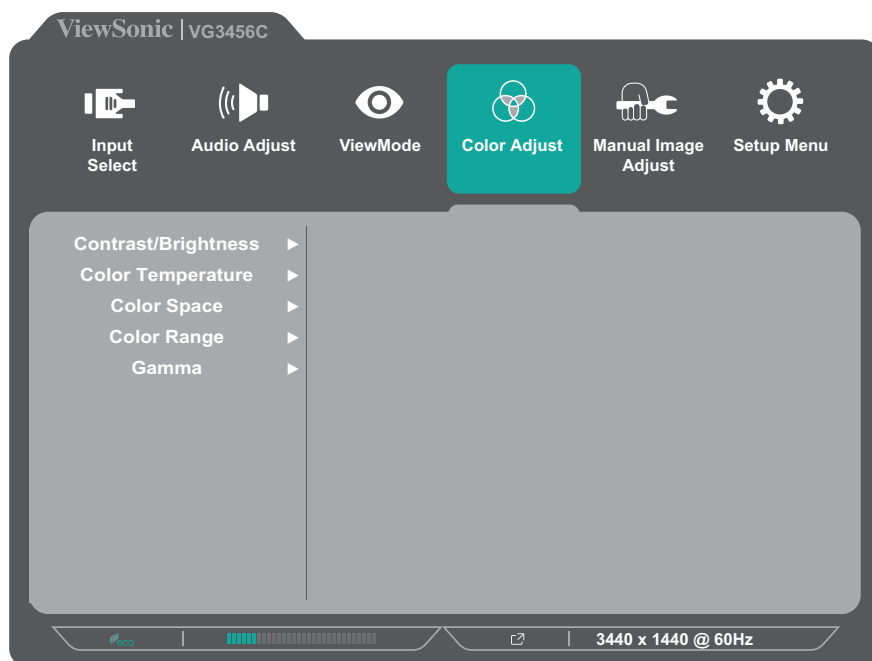 ViewSonic | VG3456C
Input Select
Audio Adjust
ViewMode
Color Adjust
Manual Image Adjust
Setup Menu
Contrast/Brightness
Color Temperature
Color Space
Color Range
Gamma
eco
3440 x 1440 @ 60Hz